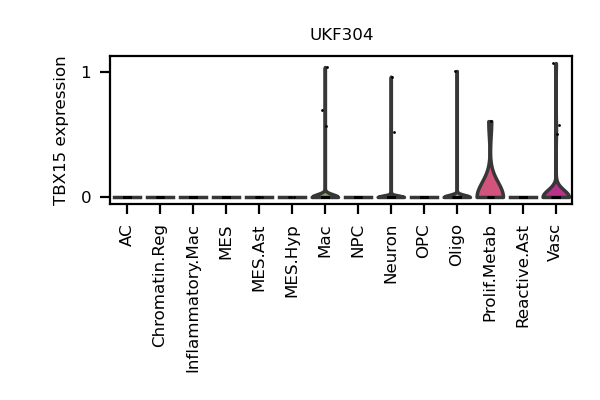 UKF304
TBX15 expression
1
0
AC
Chromatin.Reg
Inflammatory.Mac
MES
MES.Ast
MES.Hyp
Mac
NPC
Neuron
OPC
Oligo
Prolif.Metab
Reactive.Ast
Vasc